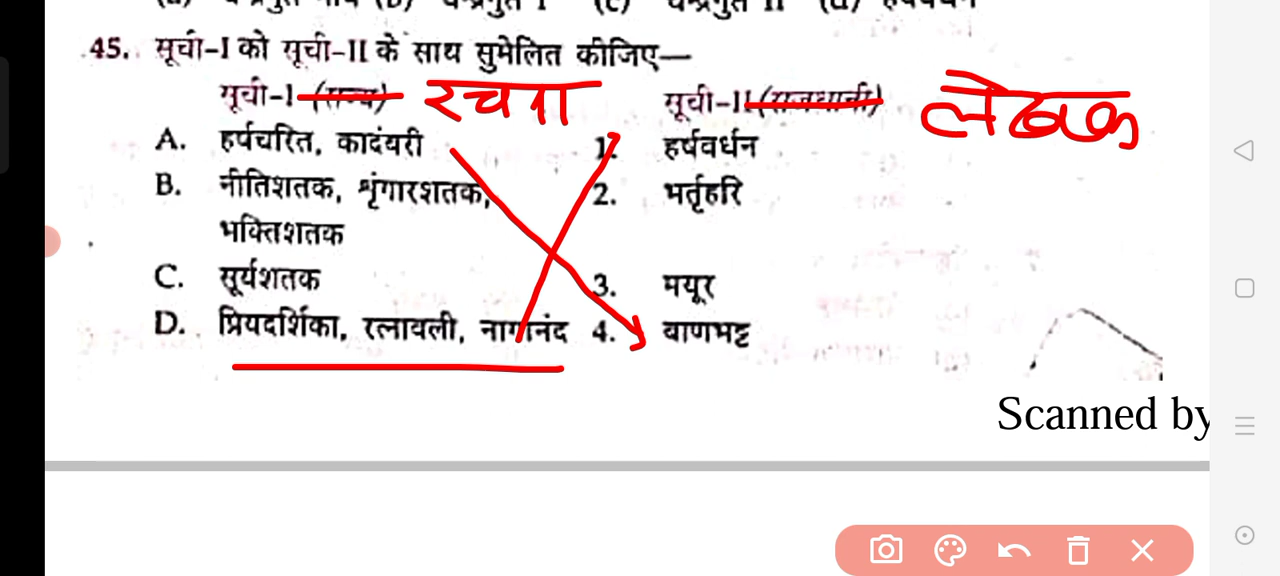 45. सूची-I को सूची-II के साथ सुमेलित कीजिए—
सूची-I (राज्य) रचना सूची-II (राजधानी) लेखक
A. हर्षचरित, कादंबरी 1. हर्षवर्धन
B. नीतिशतक, शृंगारशतक, 2. भर्तृहरि
भक्तिशतक
C. सूर्यशतक 3. मयूर
D. प्रियदर्शिका, रत्नावली, नागानंद 4. बाणभट्ट
Scanned by